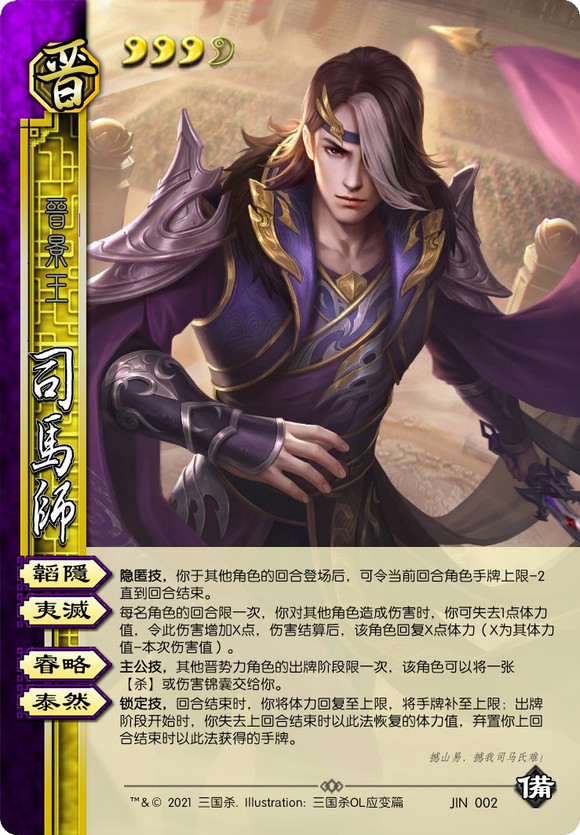 晋
晉景王
司馬師
韜隱
隐匿技，你于其他角色的回合登场后，可令当前回合角色手牌上限-2
直到回合结束。
夷滅
每名角色的回合限一次，你对其他角色造成伤害时，你可失去1点体力
值，令此伤害增加X点，伤害结算后，该角色回复X点体力（X为其体力
值-本次伤害值）。
睿略
主公技，其他晋势力角色的出牌阶段限一次，该角色可以将一张
【杀】或伤害锦囊交给你。
泰然
锁定技，回合结束时，你将体力回复至上限，将手牌补至上限；出牌
阶段开始时，你失去上回合结束时以此法恢复的体力值，弃置你上回
合结束时以此法获得的手牌。
撼山易，撼我司马氏难！
備
™&© 2021 三国杀. Illustration: 三国杀OL应变篇 JIN 002